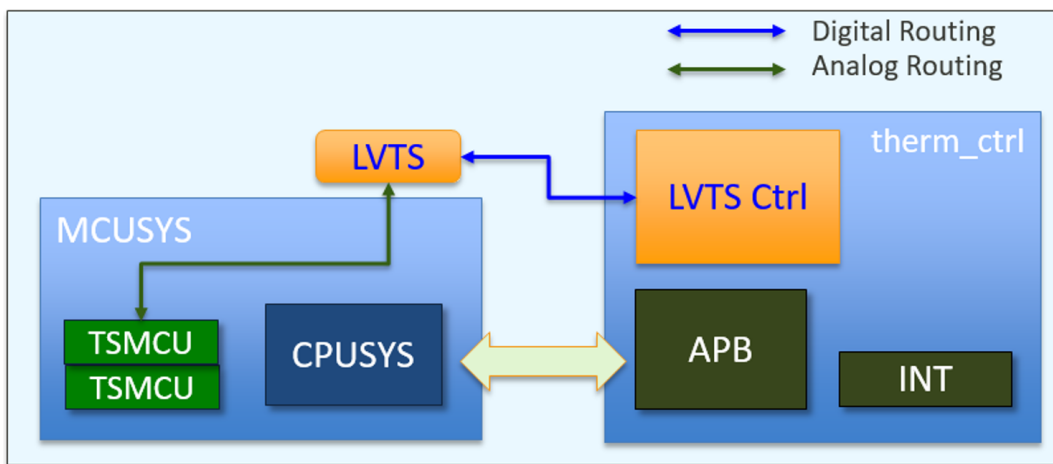 Digital Routing
Analog Routing
therm_ctrl
LVTS
LVTS Ctrl
MCUSYS
TSMCU
TSMCU
CPUSYS
APB
INT